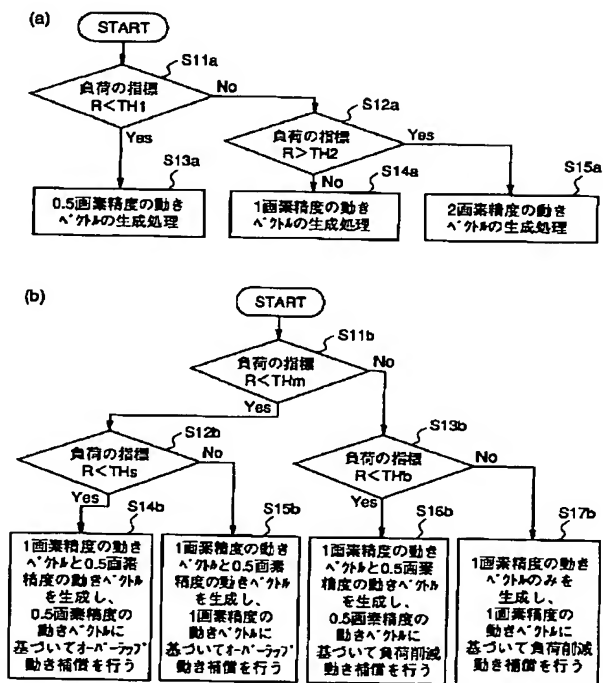 (a)
START
S11a
負荷の指標
R<TH1
No
Yes
S12a
負荷の指標
R>TH2
Yes
No
S13a
0.5画素精度の動き
ベクトルの生成処理
S14a
1画素精度の動き
ベクトルの生成処理
S15a
2画素精度の動き
ベクトルの生成処理
(b)
START
S11b
負荷の指標
R<THm
No
Yes
S12b
負荷の指標
R<THs
No
Yes
S13b
負荷の指標
R<THb
No
Yes
S14b
1画素精度の動き
ベクトルと0.5画素
精度の動きベクトル
を生成し、
0.5画素精度の
動きベクトルに
基づいてオーバーラップ
動き補償を行う
S15b
1画素精度の動き
ベクトルと0.5画素
精度の動きベクトル
を生成し、
1画素精度の
動きベクトルに
基づいてオーバーラップ
動き補償を行う
S16b
1画素精度の動き
ベクトルと0.5画素
精度の動きベクトル
を生成し、
0.5画素精度の
動きベクトルに
基づいて負荷削減
動き補償を行う
S17b
1画素精度の動き
ベクトルのみを
生成し、
1画素精度の
動きベクトルに
基づいて負荷削減
動き補償を行う